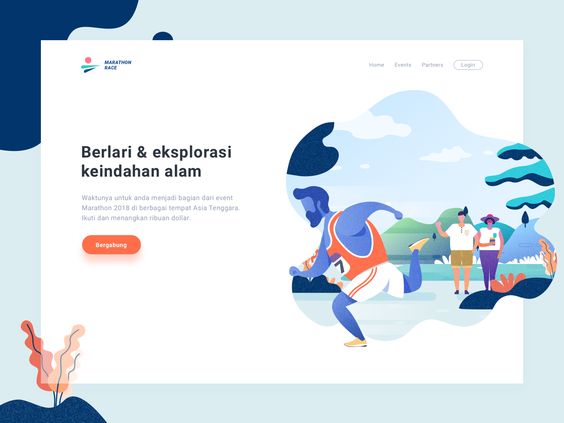 MARATHON
RACE
Home Events Partners Login
Berlari & eksplorasi
keindahan alam
Waktunya untuk anda menjadi bagian dari event
Marathon 2018 di berbagai tempat Asia Tenggara.
Ikuti dan menangkan ribuan dollar.
Bergabung